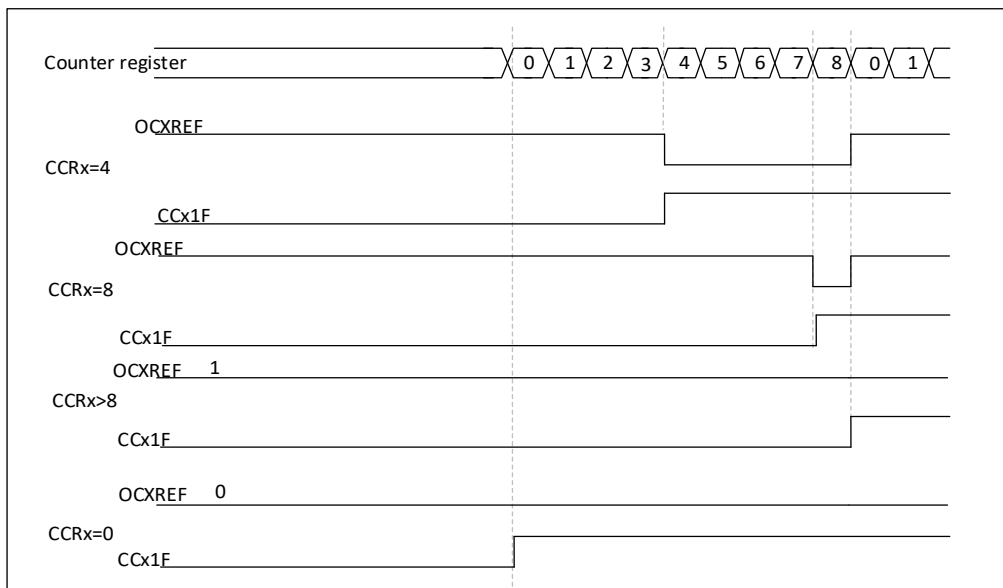 Counter register 0 1 2 3 4 5 6 7 8 0 1
OCXREF
CCRx=4
CCx1F
OCXREF
CCRx=8
CCx1F
OCXREF 1
CCRx>8
CCx1F
OCXREF 0
CCRx=0
CCx1F